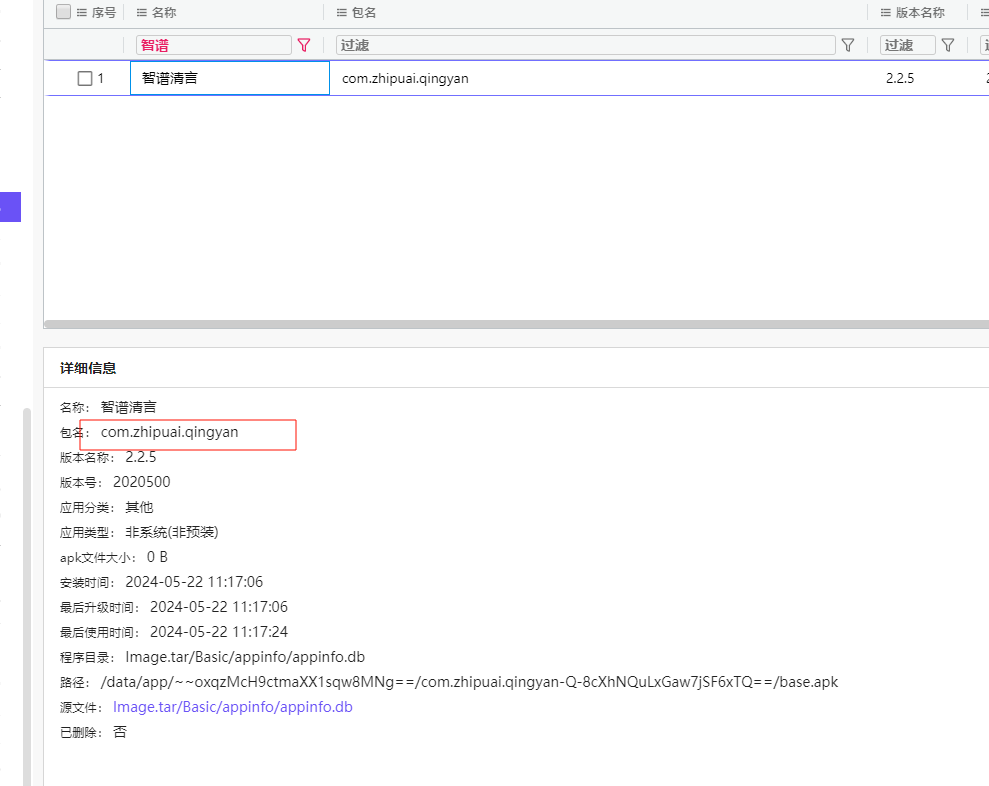 序号 名称 包名 版本名称
智谱 过滤 过滤
1 智谱清言 com.zhipuai.qingyan 2.2.5
详细信息
名称: 智谱清言
包名: com.zhipuai.qingyan
版本名称: 2.2.5
版本号: 2020500
应用分类: 其他
应用类型: 非系统(非预装)
apk文件大小: 0 B
安装时间: 2024-05-22 11:17:06
最后升级时间: 2024-05-22 11:17:06
最后使用时间: 2024-05-22 11:17:24
程序目录: Image.tar/Basic/appinfo/appinfo.db
路径: /data/app/~~oxqzMcH9ctmaXX1sqw8MNg==/com.zhipuai.qingyan-Q-8cXhNQuLxGaw7jSF6xTQ==/base.apk
源文件: Image.tar/Basic/appinfo/appinfo.db
已删除: 否